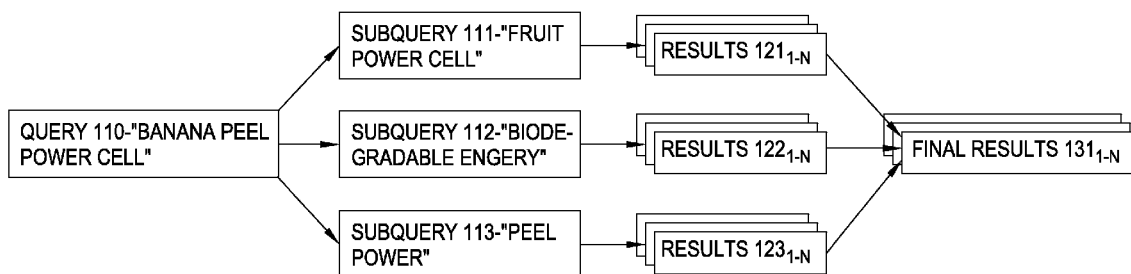 QUERY 110-"BANANA PEEL
POWER CELL"
SUBQUERY 111-"FRUIT
POWER CELL"
RESULTS 121₁₋ₙ
SUBQUERY 112-"BIODE-
GRADABLE ENGERY"
RESULTS 122₁₋ₙ
SUBQUERY 113-"PEEL
POWER"
RESULTS 123₁₋ₙ
FINAL RESULTS 131₁₋ₙ